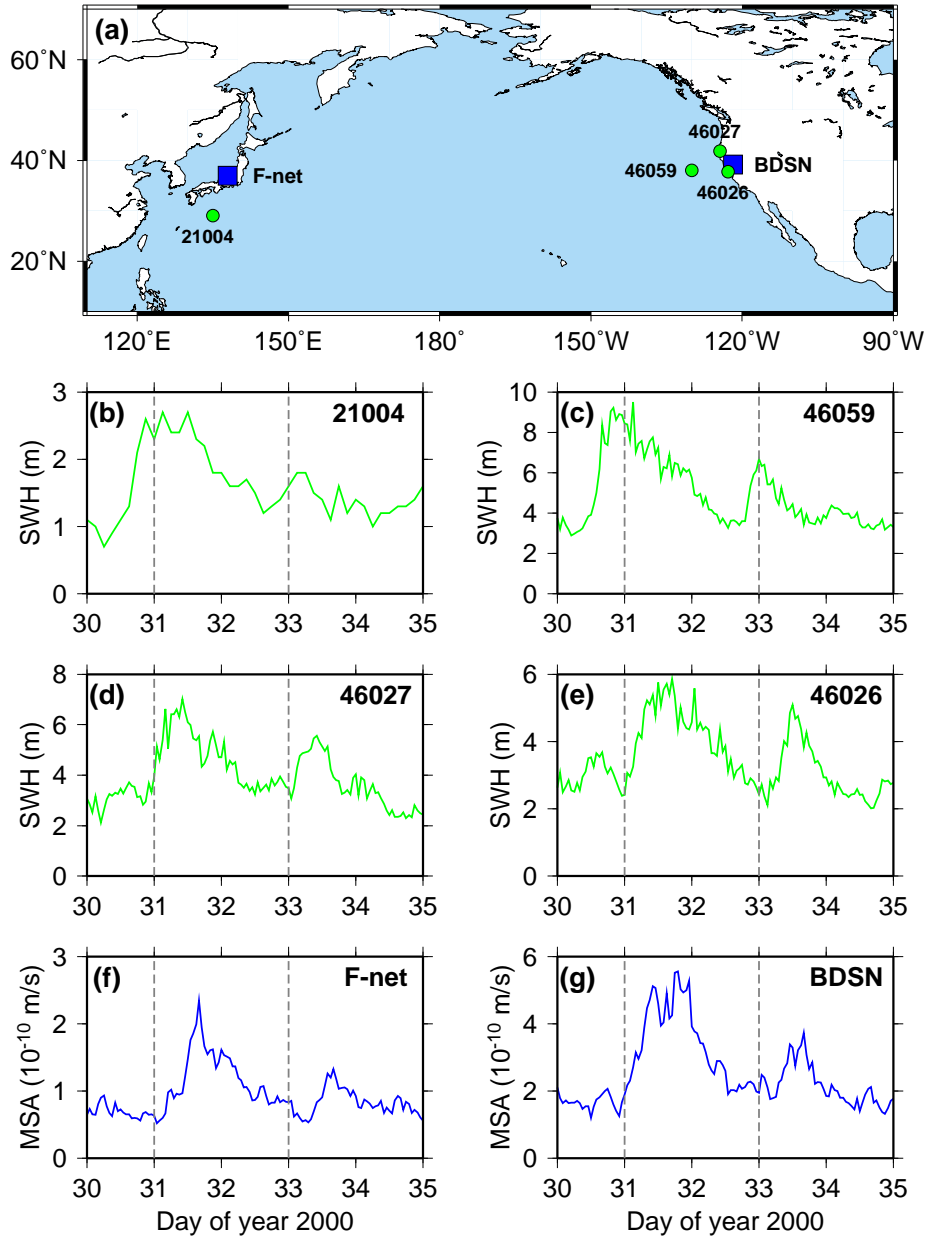 (a)
60°N
40°N
20°N
46027
F-net
46059
BDSN
46026
21004
120°E 150°E 180° 150°W 120°W 90°W
(b) 21004
SWH (m)
3
2
1
0
30 31 32 33 34 35
(c) 46059
SWH (m)
10
8
6
4
2
0
30 31 32 33 34 35
(d) 46027
SWH (m)
8
6
4
2
0
30 31 32 33 34 35
(e) 46026
SWH (m)
6
4
2
0
30 31 32 33 34 35
(f) F-net
MSA (10⁻¹⁰ m/s)
3
2
1
0
30 31 32 33 34 35
Day of year 2000
(g) BDSN
MSA (10⁻¹⁰ m/s)
6
4
2
0
30 31 32 33 34 35
Day of year 2000